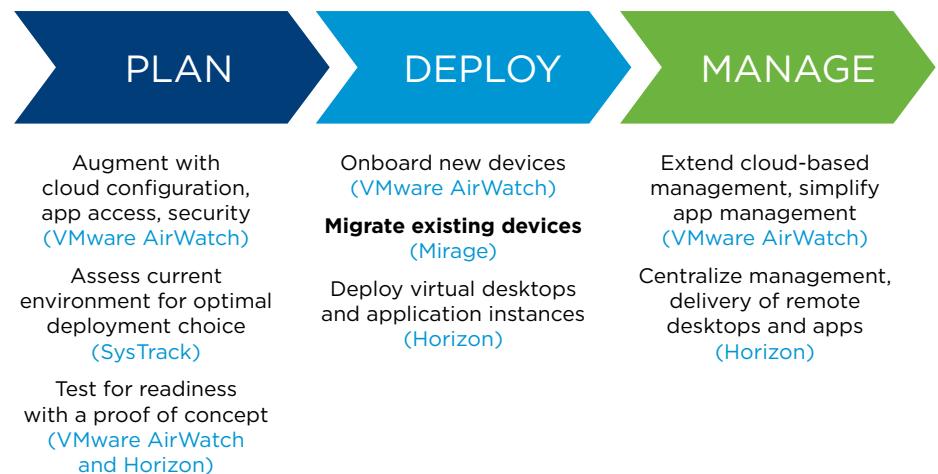 PLAN
DEPLOY
MANAGE
Augment with
cloud configuration,
app access, security
(VMware AirWatch)
Assess current
environment for optimal
deployment choice
(SysTrack)
Test for readiness
with a proof of concept
(VMware AirWatch
and Horizon)
Onboard new devices
(VMware AirWatch)
Migrate existing devices
(Mirage)
Deploy virtual desktops
and application instances
(Horizon)
Extend cloud-based
management, simplify
app management
(VMware AirWatch)
Centralize management,
delivery of remote
desktops and apps
(Horizon)